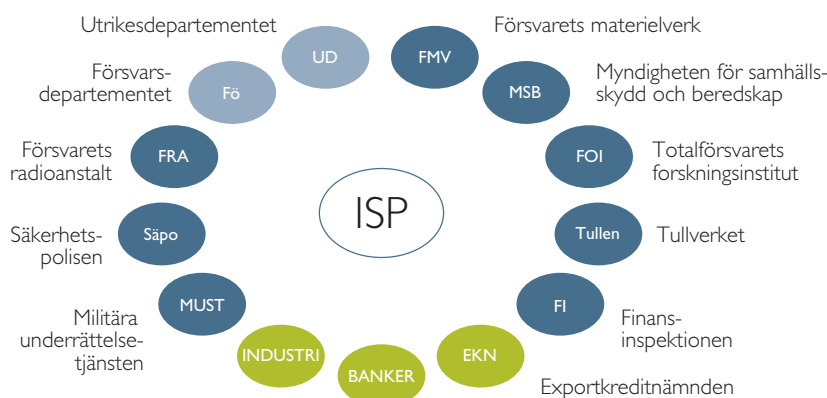 Utrikesdepartementet
UD
FMV
Försvarets materielverk
Försvars-
departementet
Fö
MSB
Myndigheten för samhälls-
skydd och beredskap
Försvarets
radioanstalt
FRA
FOI
Totalförsvarets
forskningsinstitut
ISP
Säkerhets-
polisen
Säpo
Tullen
Tullverket
Militära
underrättelse-
tjänsten
MUST
FI
Finans-
inspektionen
INDUSTRI
BANKER
EKN
Exportkreditnämnden